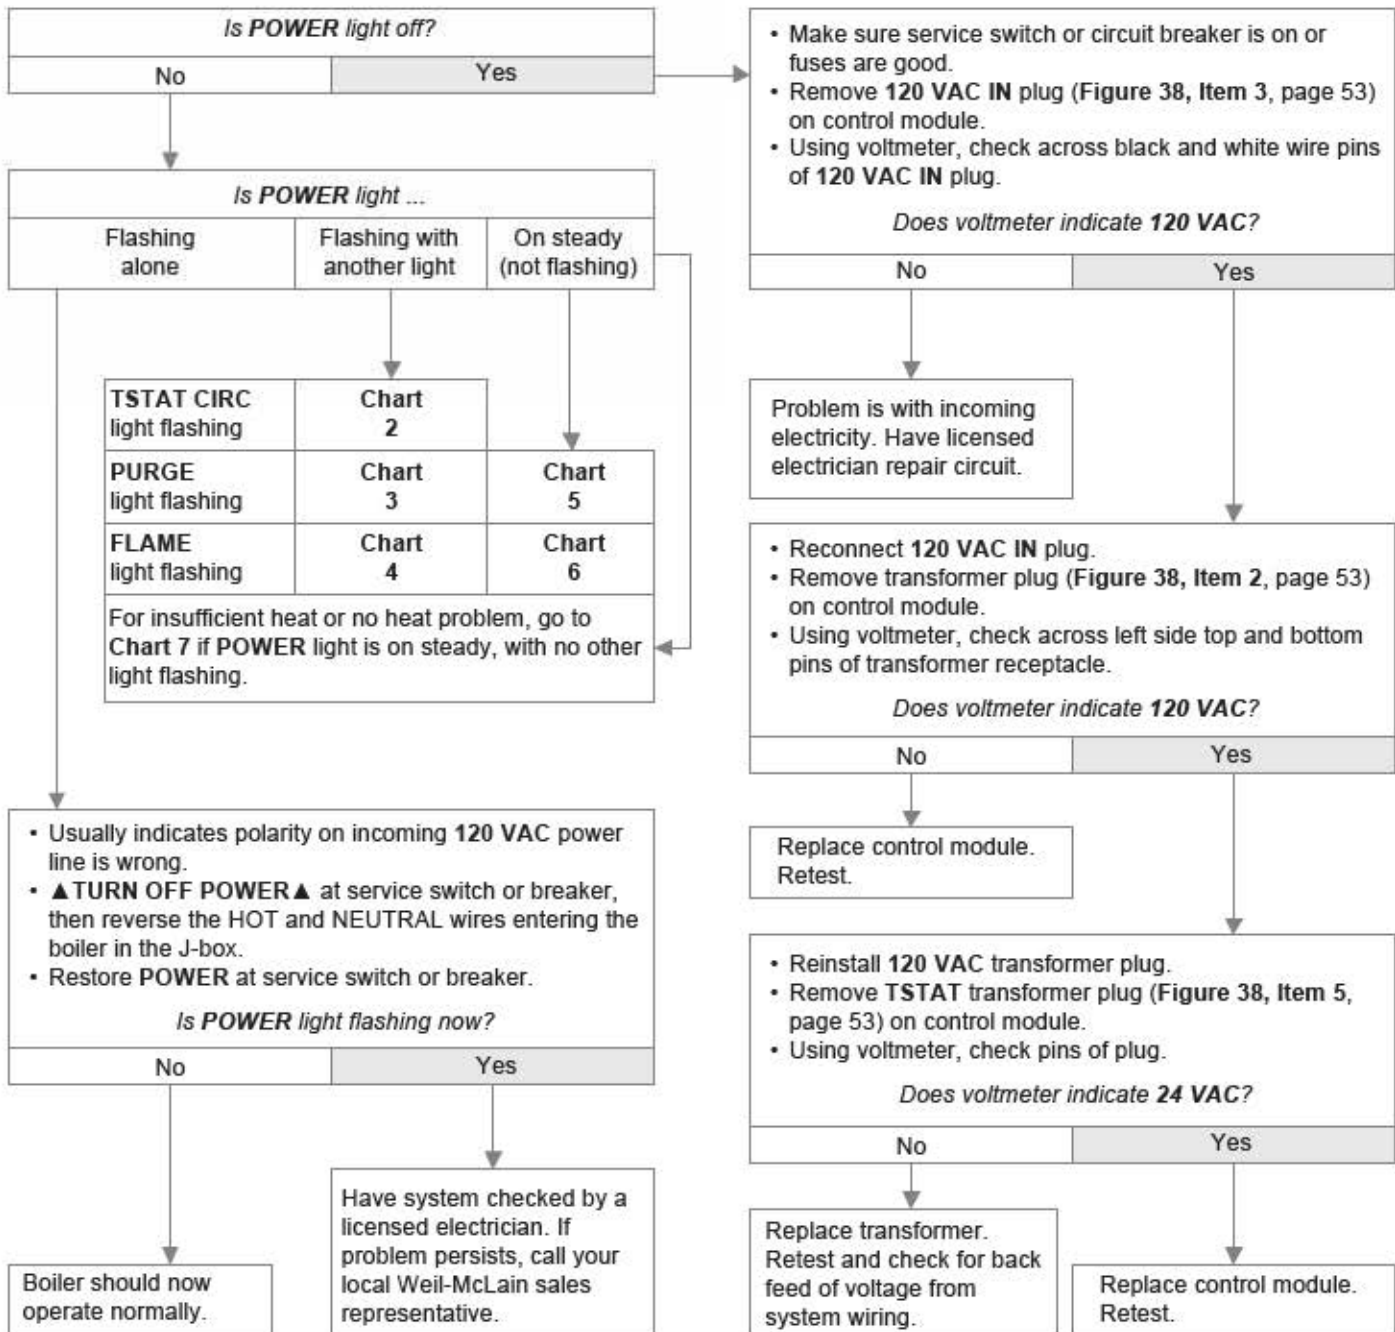 Is POWER light off?
No
Yes
Is POWER light ...
Flashing
alone
Flashing with
another light
On steady
(not flashing)
TSTAT CIRC
light flashing
Chart
2
PURGE
light flashing
Chart
3
Chart
5
FLAME
light flashing
Chart
4
Chart
6
For insufficient heat or no heat problem, go to
Chart 7 if POWER light is on steady, with no other
light flashing.
• Usually indicates polarity on incoming 120 VAC power
line is wrong.
• ▲TURN OFF POWER▲ at service switch or breaker,
then reverse the HOT and NEUTRAL wires entering the
boiler in the J-box.
• Restore POWER at service switch or breaker.
Is POWER light flashing now?
No
Yes
Boiler should now
operate normally.
Have system checked by a
licensed electrician. If
problem persists, call your
local Weil-McLain sales
representative.
• Make sure service switch or circuit breaker is on or
fuses are good.
• Remove 120 VAC IN plug (Figure 38, Item 3, page 53)
on control module.
• Using voltmeter, check across black and white wire pins
of 120 VAC IN plug.
Does voltmeter indicate 120 VAC?
No
Yes
Problem is with incoming
electricity. Have licensed
electrician repair circuit.
• Reconnect 120 VAC IN plug.
• Remove transformer plug (Figure 38, Item 2, page 53)
on control module.
• Using voltmeter, check across left side top and bottom
pins of transformer receptacle.
Does voltmeter indicate 120 VAC?
No
Yes
Replace control module.
Retest.
• Reinstall 120 VAC transformer plug.
• Remove TSTAT transformer plug (Figure 38, Item 5,
page 53) on control module.
• Using voltmeter, check pins of plug.
Does voltmeter indicate 24 VAC?
No
Yes
Replace transformer.
Retest and check for back
feed of voltage from
system wiring.
Replace control module.
Retest.